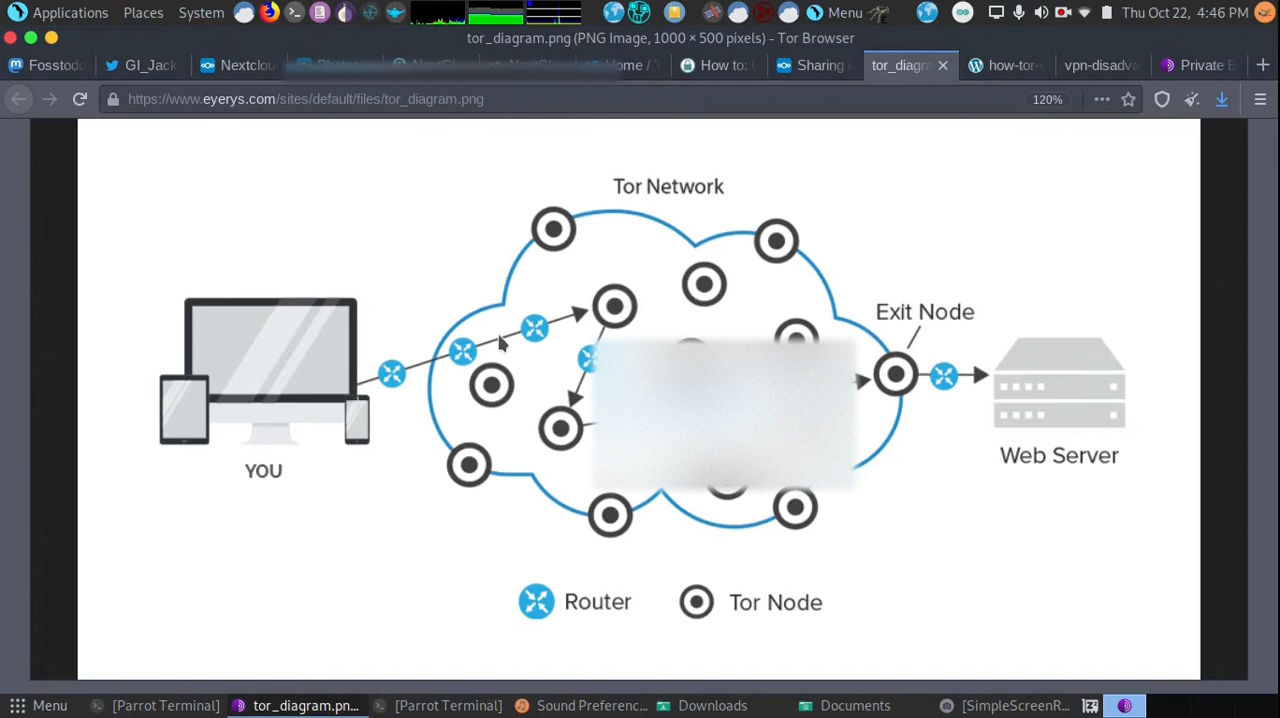 Applications Places System Menu Thu Oct 22, 4:46 PM
tor_diagram.png (PNG Image, 1000 × 500 pixels) - Tor Browser
Fosstod GI_Jack Nextclou Home / T How to: U Sharing i tor_diagra how-tor-v vpn-disadva Private B
https://www.eyerys.com/sites/default/files/tor_diagram.png 120%
Tor Network
Exit Node
Web Server
YOU
Router Tor Node
Menu [Parrot Terminal] tor_diagram.pn... [Parrot Terminal] Sound Preferenc... Downloads Documents [SimpleScreenR...